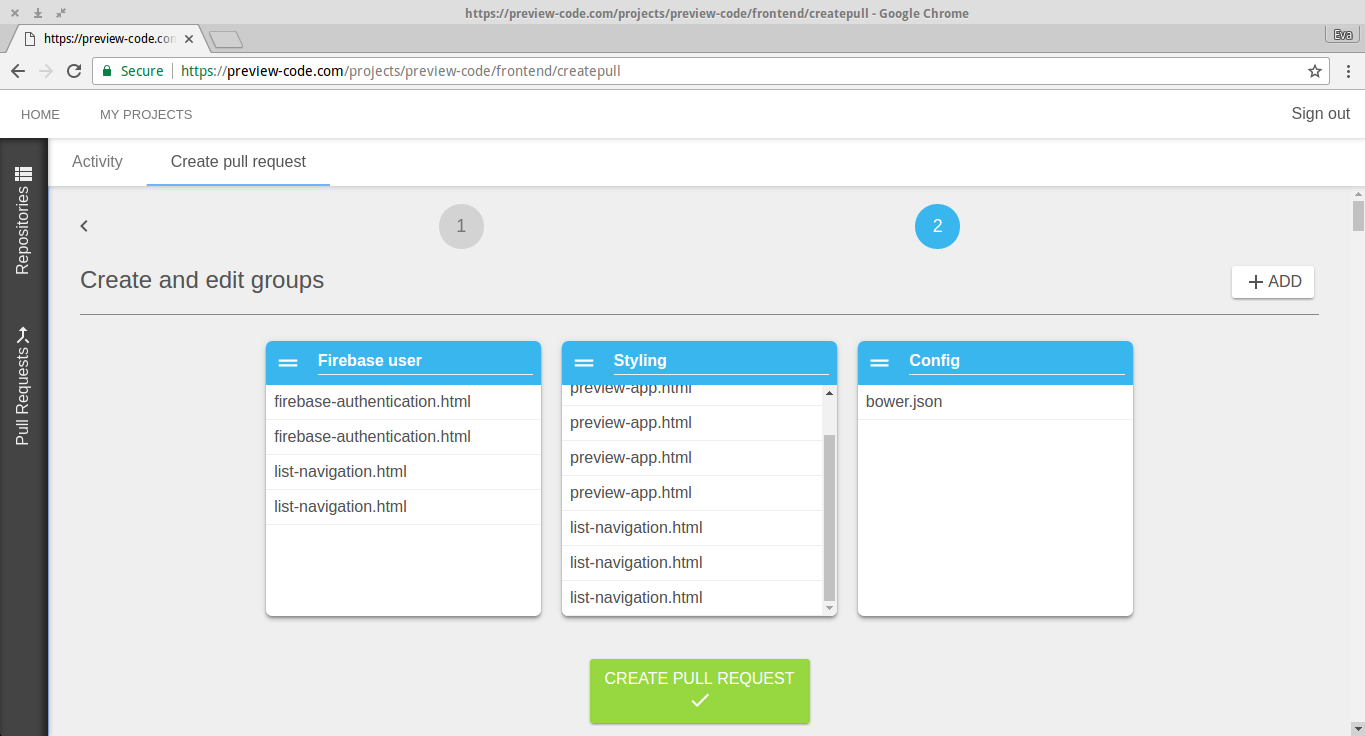 https://preview-code.com/projects/preview-code/frontend/createpull - Google Chrome
https://preview-code.con
Eva
Secure
https://preview-code.com/projects/preview-code/frontend/createpull
HOME
MY PROJECTS
Sign out
Repositories
Pull Requests
Activity
Create pull request
1
2
Create and edit groups
ADD
Firebase user
firebase-authentication.html
firebase-authentication.html
list-navigation.html
list-navigation.html
Styling
preview-app.html
preview-app.html
preview-app.html
preview-app.html
list-navigation.html
list-navigation.html
list-navigation.html
Config
bower.json
CREATE PULL REQUEST